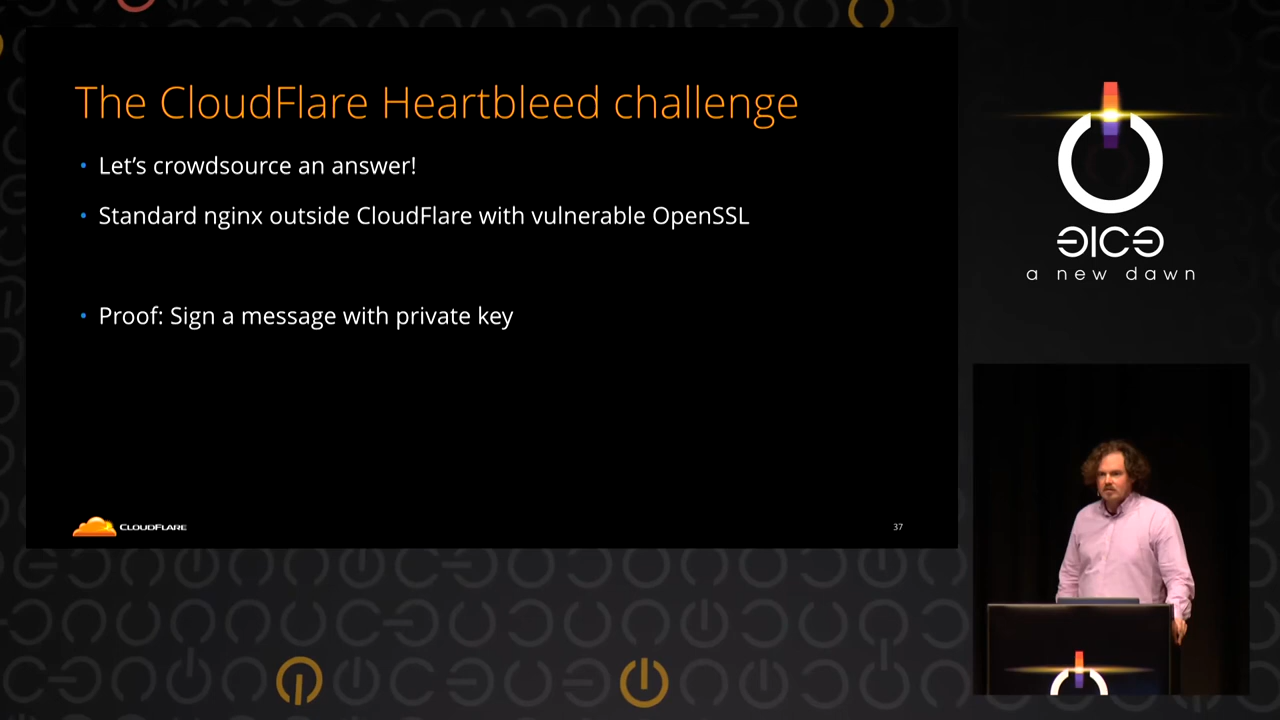 The CloudFlare Heartbleed challenge
• Let's crowdsource an answer!
• Standard nginx outside CloudFlare with vulnerable OpenSSL
• Proof: Sign a message with private key
CLOUDFLARE
37
a new dawn